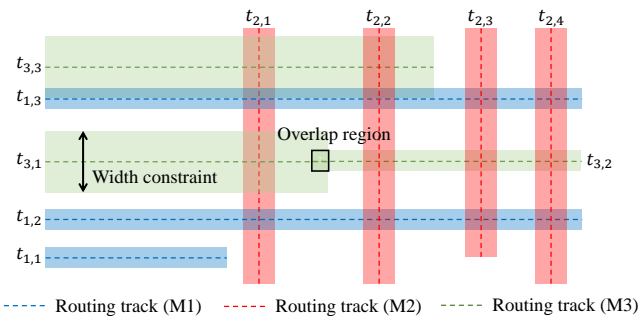 t2,1 t2,2 t2,3 t2,4
t3,3
t1,3
Overlap region
t3,1 t3,2
Width constraint
t1,2
t1,1
Routing track (M1) Routing track (M2) Routing track (M3)